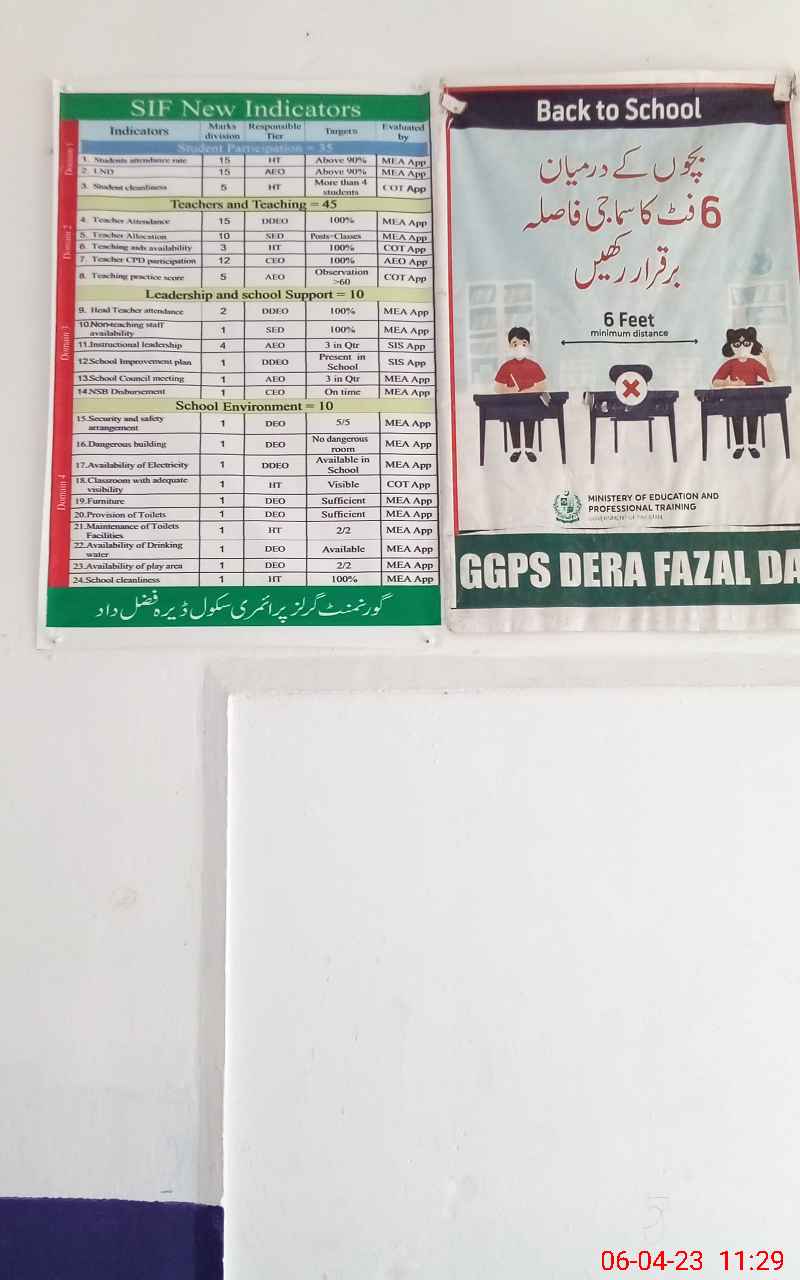 SIF New Indicators
Indicators Marks division Responsible Tier Targets Evaluated by
Domain 1
Student Participation = 35
1. Students attendance rate 15 HT Above 90% MEA App
2. LND 15 AEO Above 90% MEA App
3. Student cleanliness 5 HT More than 4 students COT App
Domain 2
Teachers and Teaching = 45
4. Teacher Attendance 15 DDEO 100% MEA App
5. Teacher Allocation 10 SED Posts=Classes MEA App
6. Teaching aids availability 3 HT 100% COT App
7. Teacher CPD participation 12 CEO 100% AEO App
8. Teaching practice score 5 AEO Observation >60 COT App
Domain 3
Leadership and school Support = 10
9. Head Teacher attendance 2 DDEO 100% MEA App
10.Non-teaching staff availability 1 SED 100% MEA App
11.Instructional leadership 4 AEO 3 in Qtr SIS App
12.School Improvement plan 1 DDEO Present in School SIS App
13.School Council meeting 1 AEO 3 in Qtr MEA App
14.NSB Disbursement 1 CEO On time MEA App
Domain 4
School Environment = 10
15.Security and safety arrangement 1 DEO 5/5 MEA App
16.Dangerous building 1 DEO No dangerous room MEA App
17.Availability of Electricity 1 DDEO Available in School MEA App
18.Classroom with adequate visibility 1 HT Visible COT App
19.Furniture 1 DEO Sufficient MEA App
20.Provision of Toilets 1 DEO Sufficient MEA App
21.Maintenance of Toilets Facilities 1 HT 2/2 MEA App
22.Availability of Drinking water 1 DEO Available MEA App
23.Availability of play area 1 DEO 2/2 MEA App
24.School cleanliness 1 HT 100% MEA App
گورنمنٹ گرلز پرائمری سکول ڈیرہ فضل داد
Back to School
بچوں کے درمیان
6 فٹ کا سماجی فاصلہ
برقرار رکھیں
6 Feet
minimum distance
MINISTERY OF EDUCATION AND
PROFESSIONAL TRAINING
GOVERNMENT OF PAKISTAN
GGPS DERA FAZAL DA
06-04-23 11:29